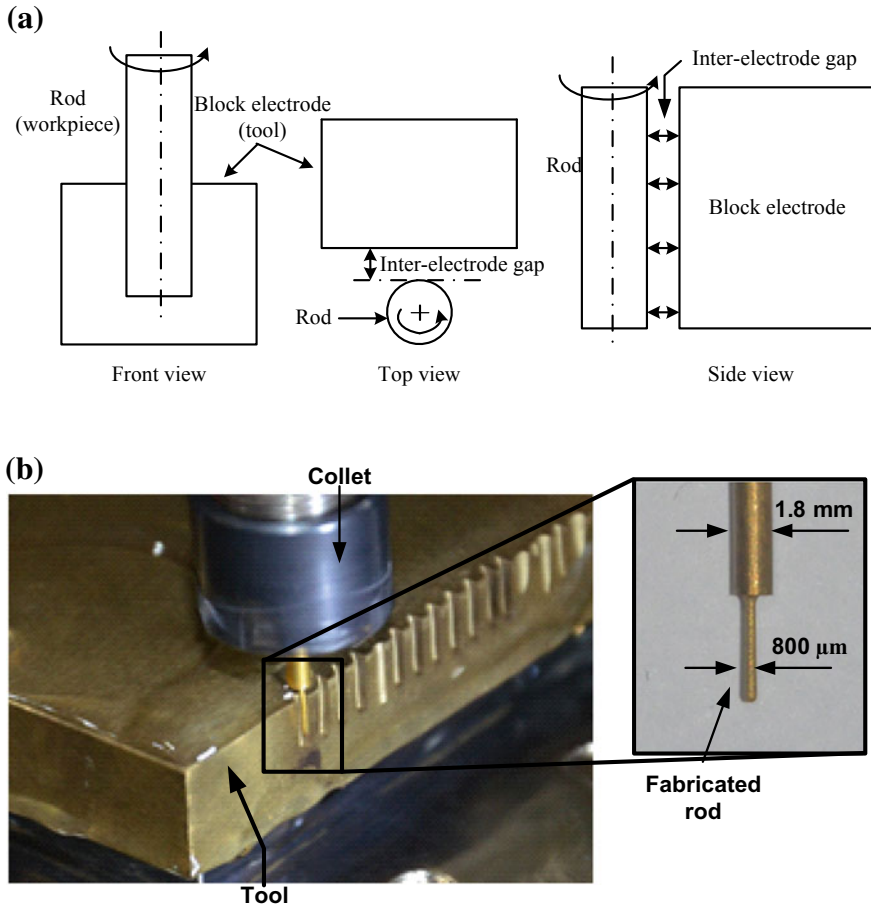 (a)
Rod
(workpiece)
Block electrode
(tool)
Inter-electrode gap
Rod
Inter-electrode gap
Rod
Block electrode
Front view
Top view
Side view
(b)
Collet
1.8 mm
800 µm
Fabricated
rod
Tool